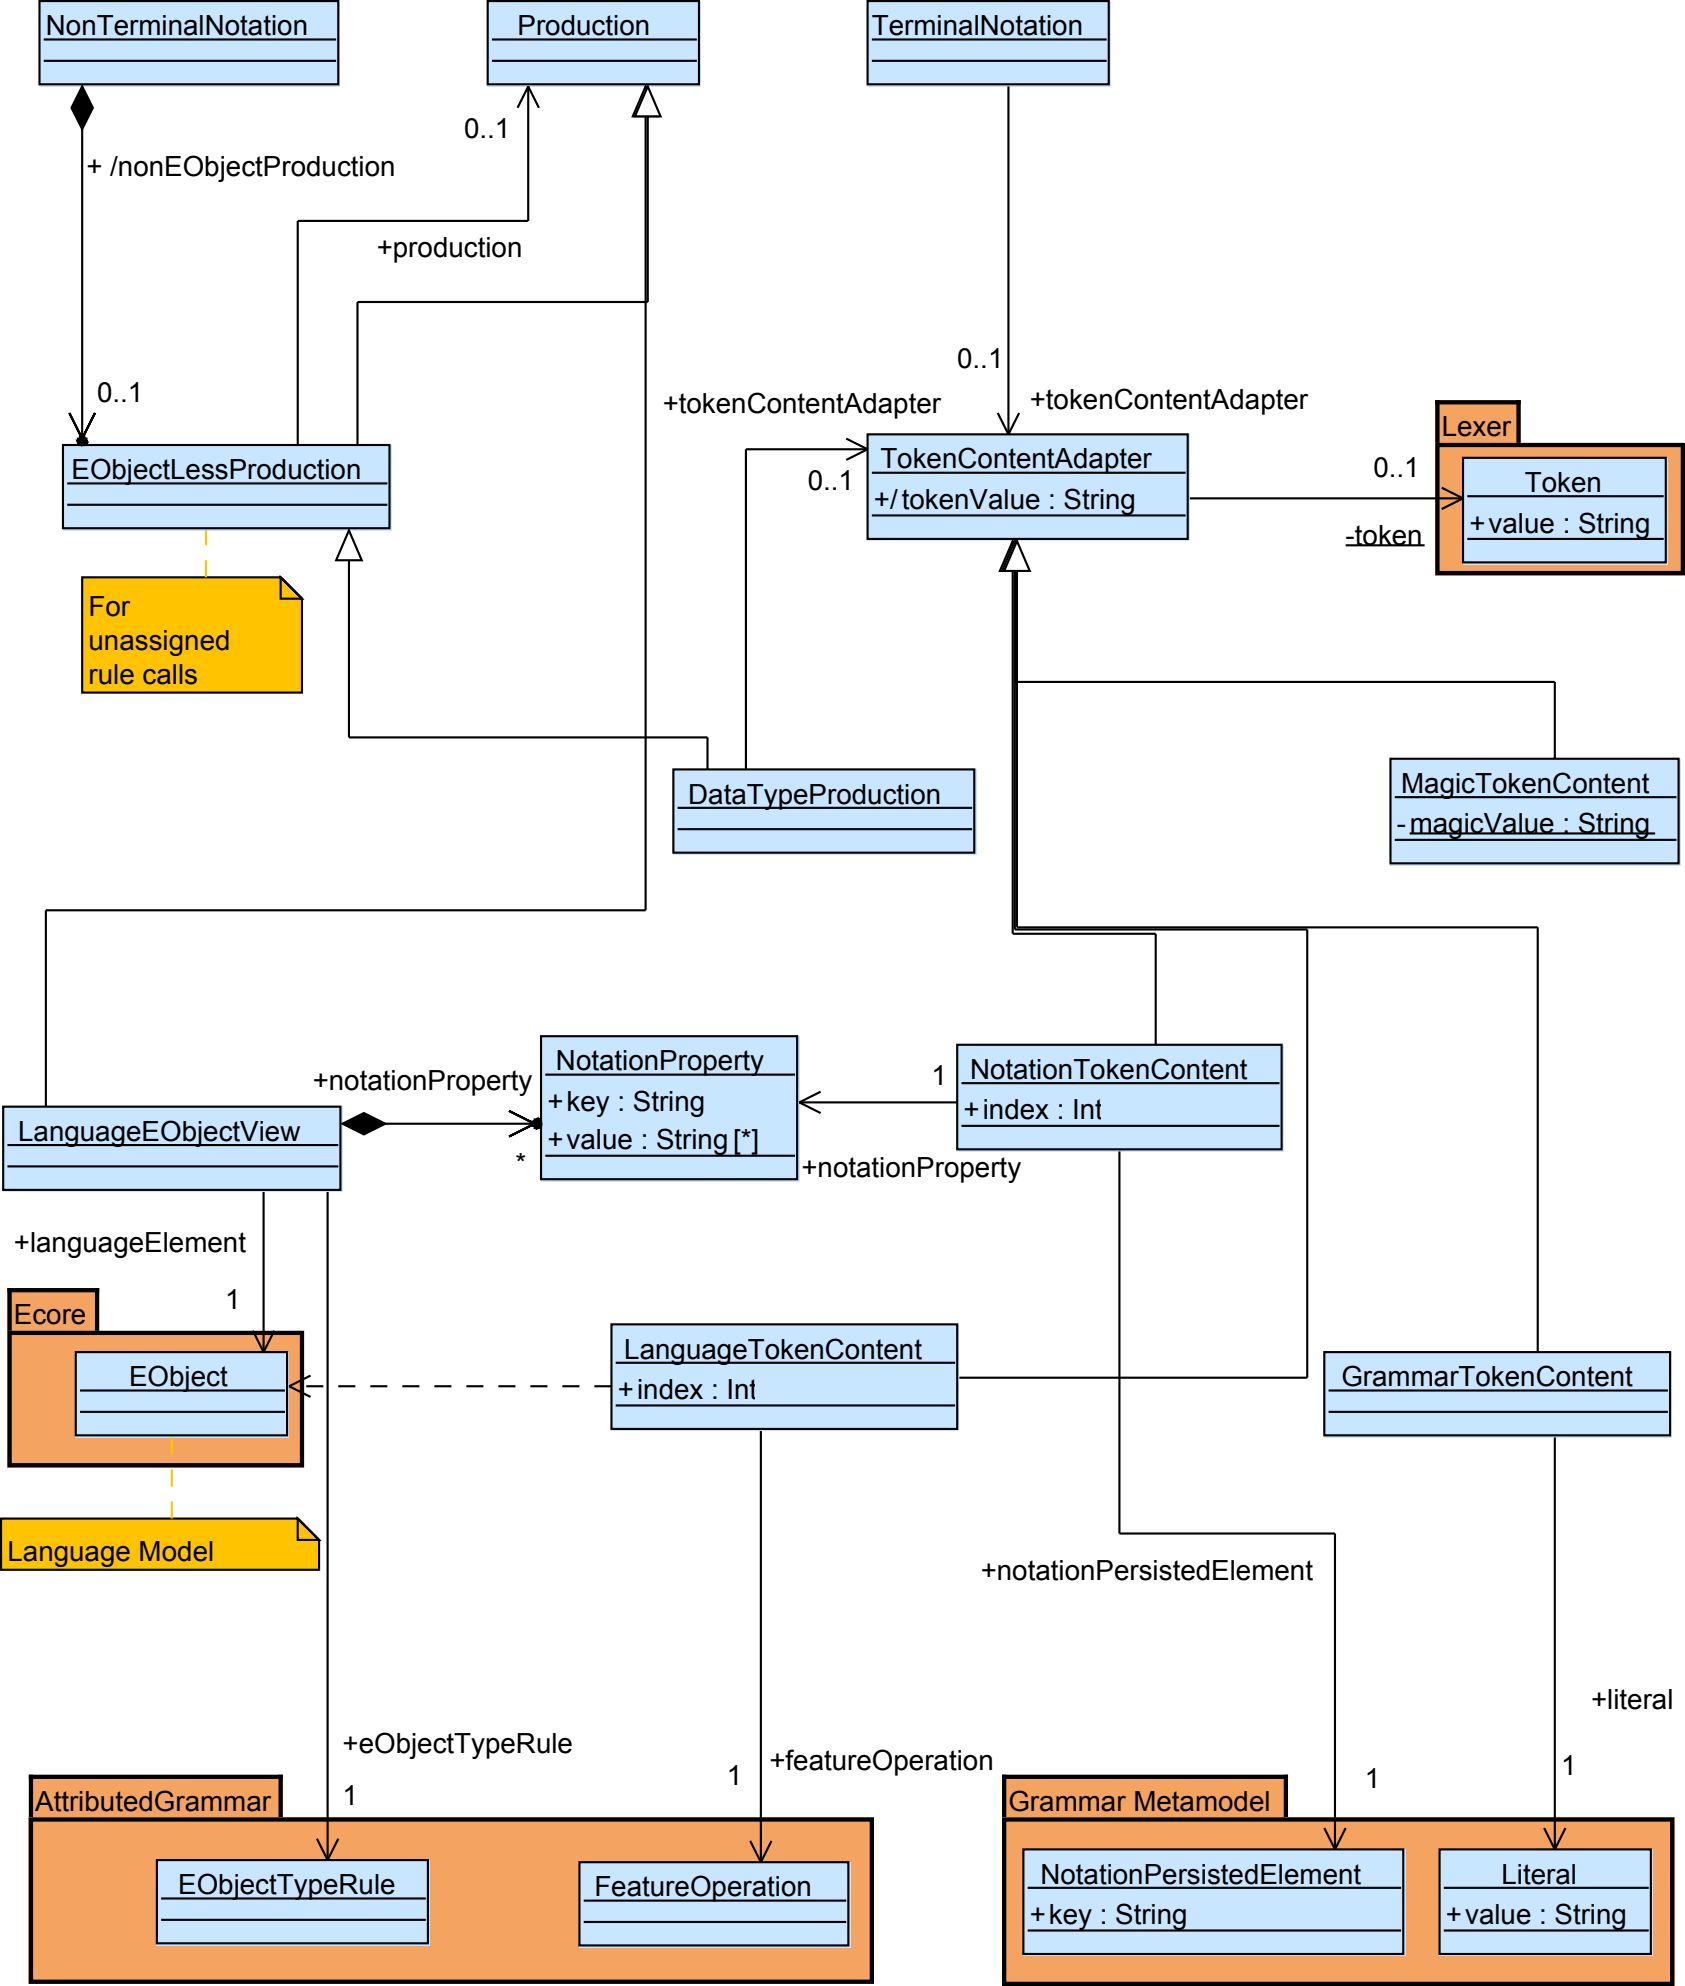 NonTerminalNotation
Production
TerminalNotation
0..1
+ /nonEObjectProduction
+production
0..1
0..1
+tokenContentAdapter
+tokenContentAdapter
Lexer
EObjectLessProduction
TokenContentAdapter
+/ tokenValue : String
0..1
0..1
Token
+ value : String
-token
For
unassigned
rule calls
DataTypeProduction
MagicTokenContent
- magicValue : String
+notationProperty
NotationProperty
+ key : String
+ value : String [*]
1
NotationTokenContent
+ index : Int
LanguageEObjectView
*
+notationProperty
+languageElement
1
Ecore
EObject
LanguageTokenContent
+ index : Int
GrammarTokenContent
Language Model
+notationPersistedElement
+literal
+eObjectTypeRule
1
+featureOperation
1
1
1
AttributedGrammar
Grammar Metamodel
EObjectTypeRule
FeatureOperation
NotationPersistedElement
+ key : String
Literal
+ value : String